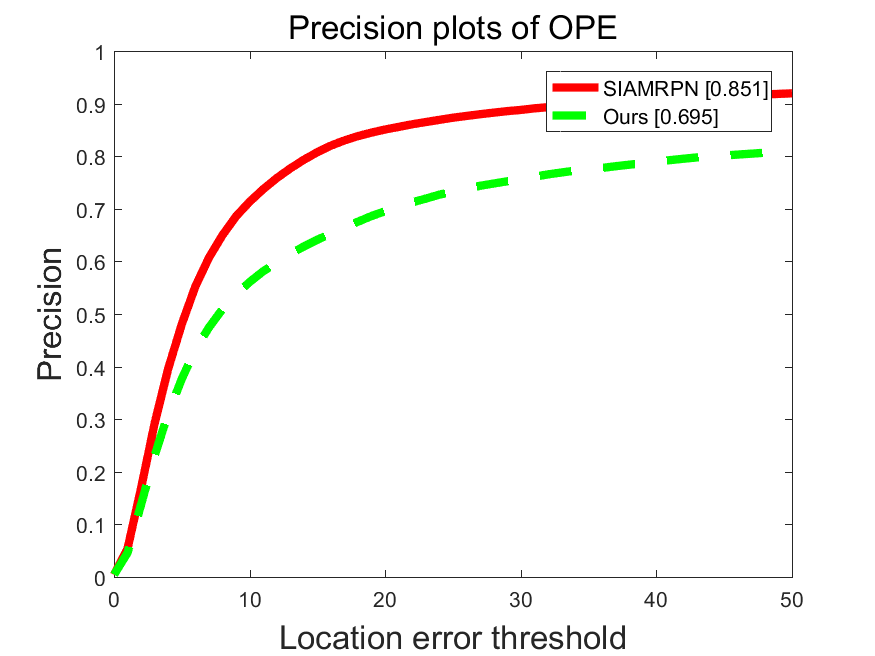 Precision plots of OPE
1
0.9
0.8
0.7
0.6
0.5
0.4
0.3
0.2
0.1
0
Precision
SIAMRPN [0.851]
Ours [0.695]
0 10 20 30 40 50
Location error threshold